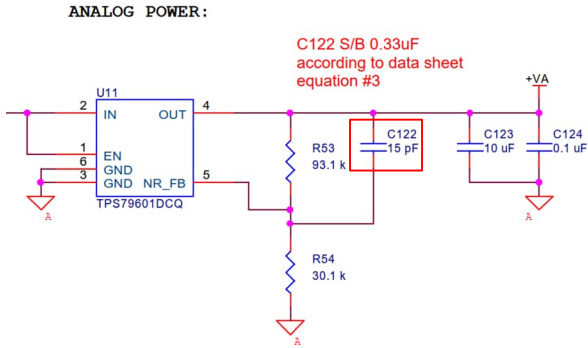 ANALOG POWER:
C122 S/B 0.33uF
according to data sheet
equation #3
+VA
U11
2 IN OUT 4
1 EN
6 GND
3 GND NR_FB 5
TPS79601DCQ
R53
93.1 k
C122
15 pF
C123
10 uF
C124
0.1 uF
A
A
R54
30.1 k
A